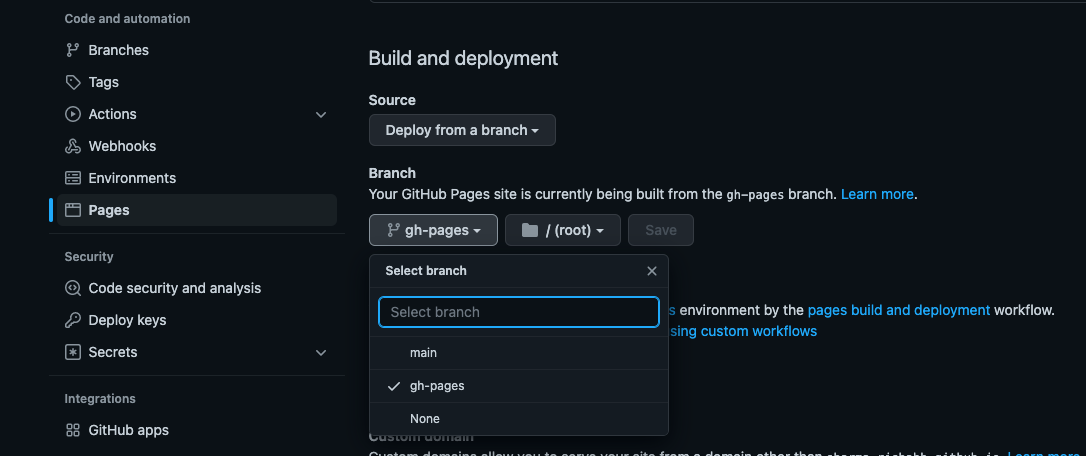 Code and automation
Branches
Tags
Actions
Webhooks
Environments
Pages
Security
Code security and analysis
Deploy keys
Secrets
Integrations
GitHub apps
Build and deployment
Source
Deploy from a branch
Branch
Your GitHub Pages site is currently being built from the gh-pages branch. Learn more.
gh-pages / (root) Save
Select branch
Select branch
main
gh-pages
None
environment by the pages build and deployment workflow.
custom workflows
Custom domain
Custom domains allow you to serve your site from a domain other than